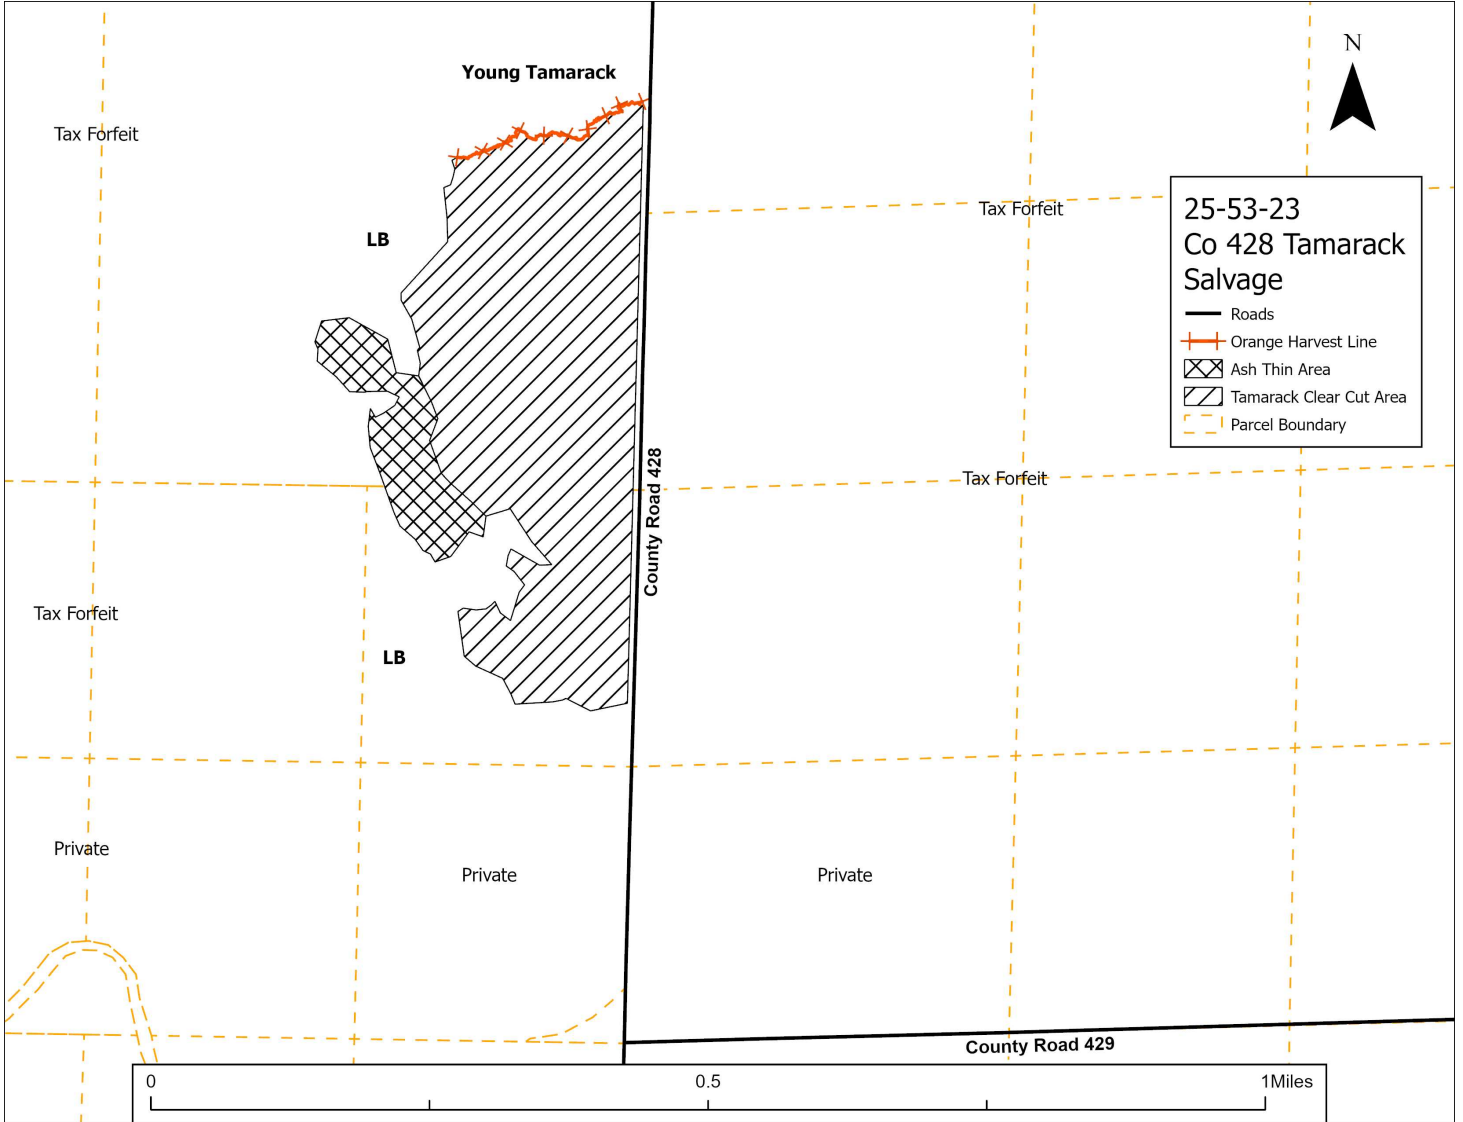 N
Young Tamarack
Tax Forfeit
Tax Forfeit
25-53-23
Co 428 Tamarack
Salvage
Roads
Orange Harvest Line
Ash Thin Area
Tamarack Clear Cut Area
Parcel Boundary
LB
County Road 428
Tax Forfeit
Tax Forfeit
LB
Private
Private
Private
County Road 429
0
0.5
1Miles